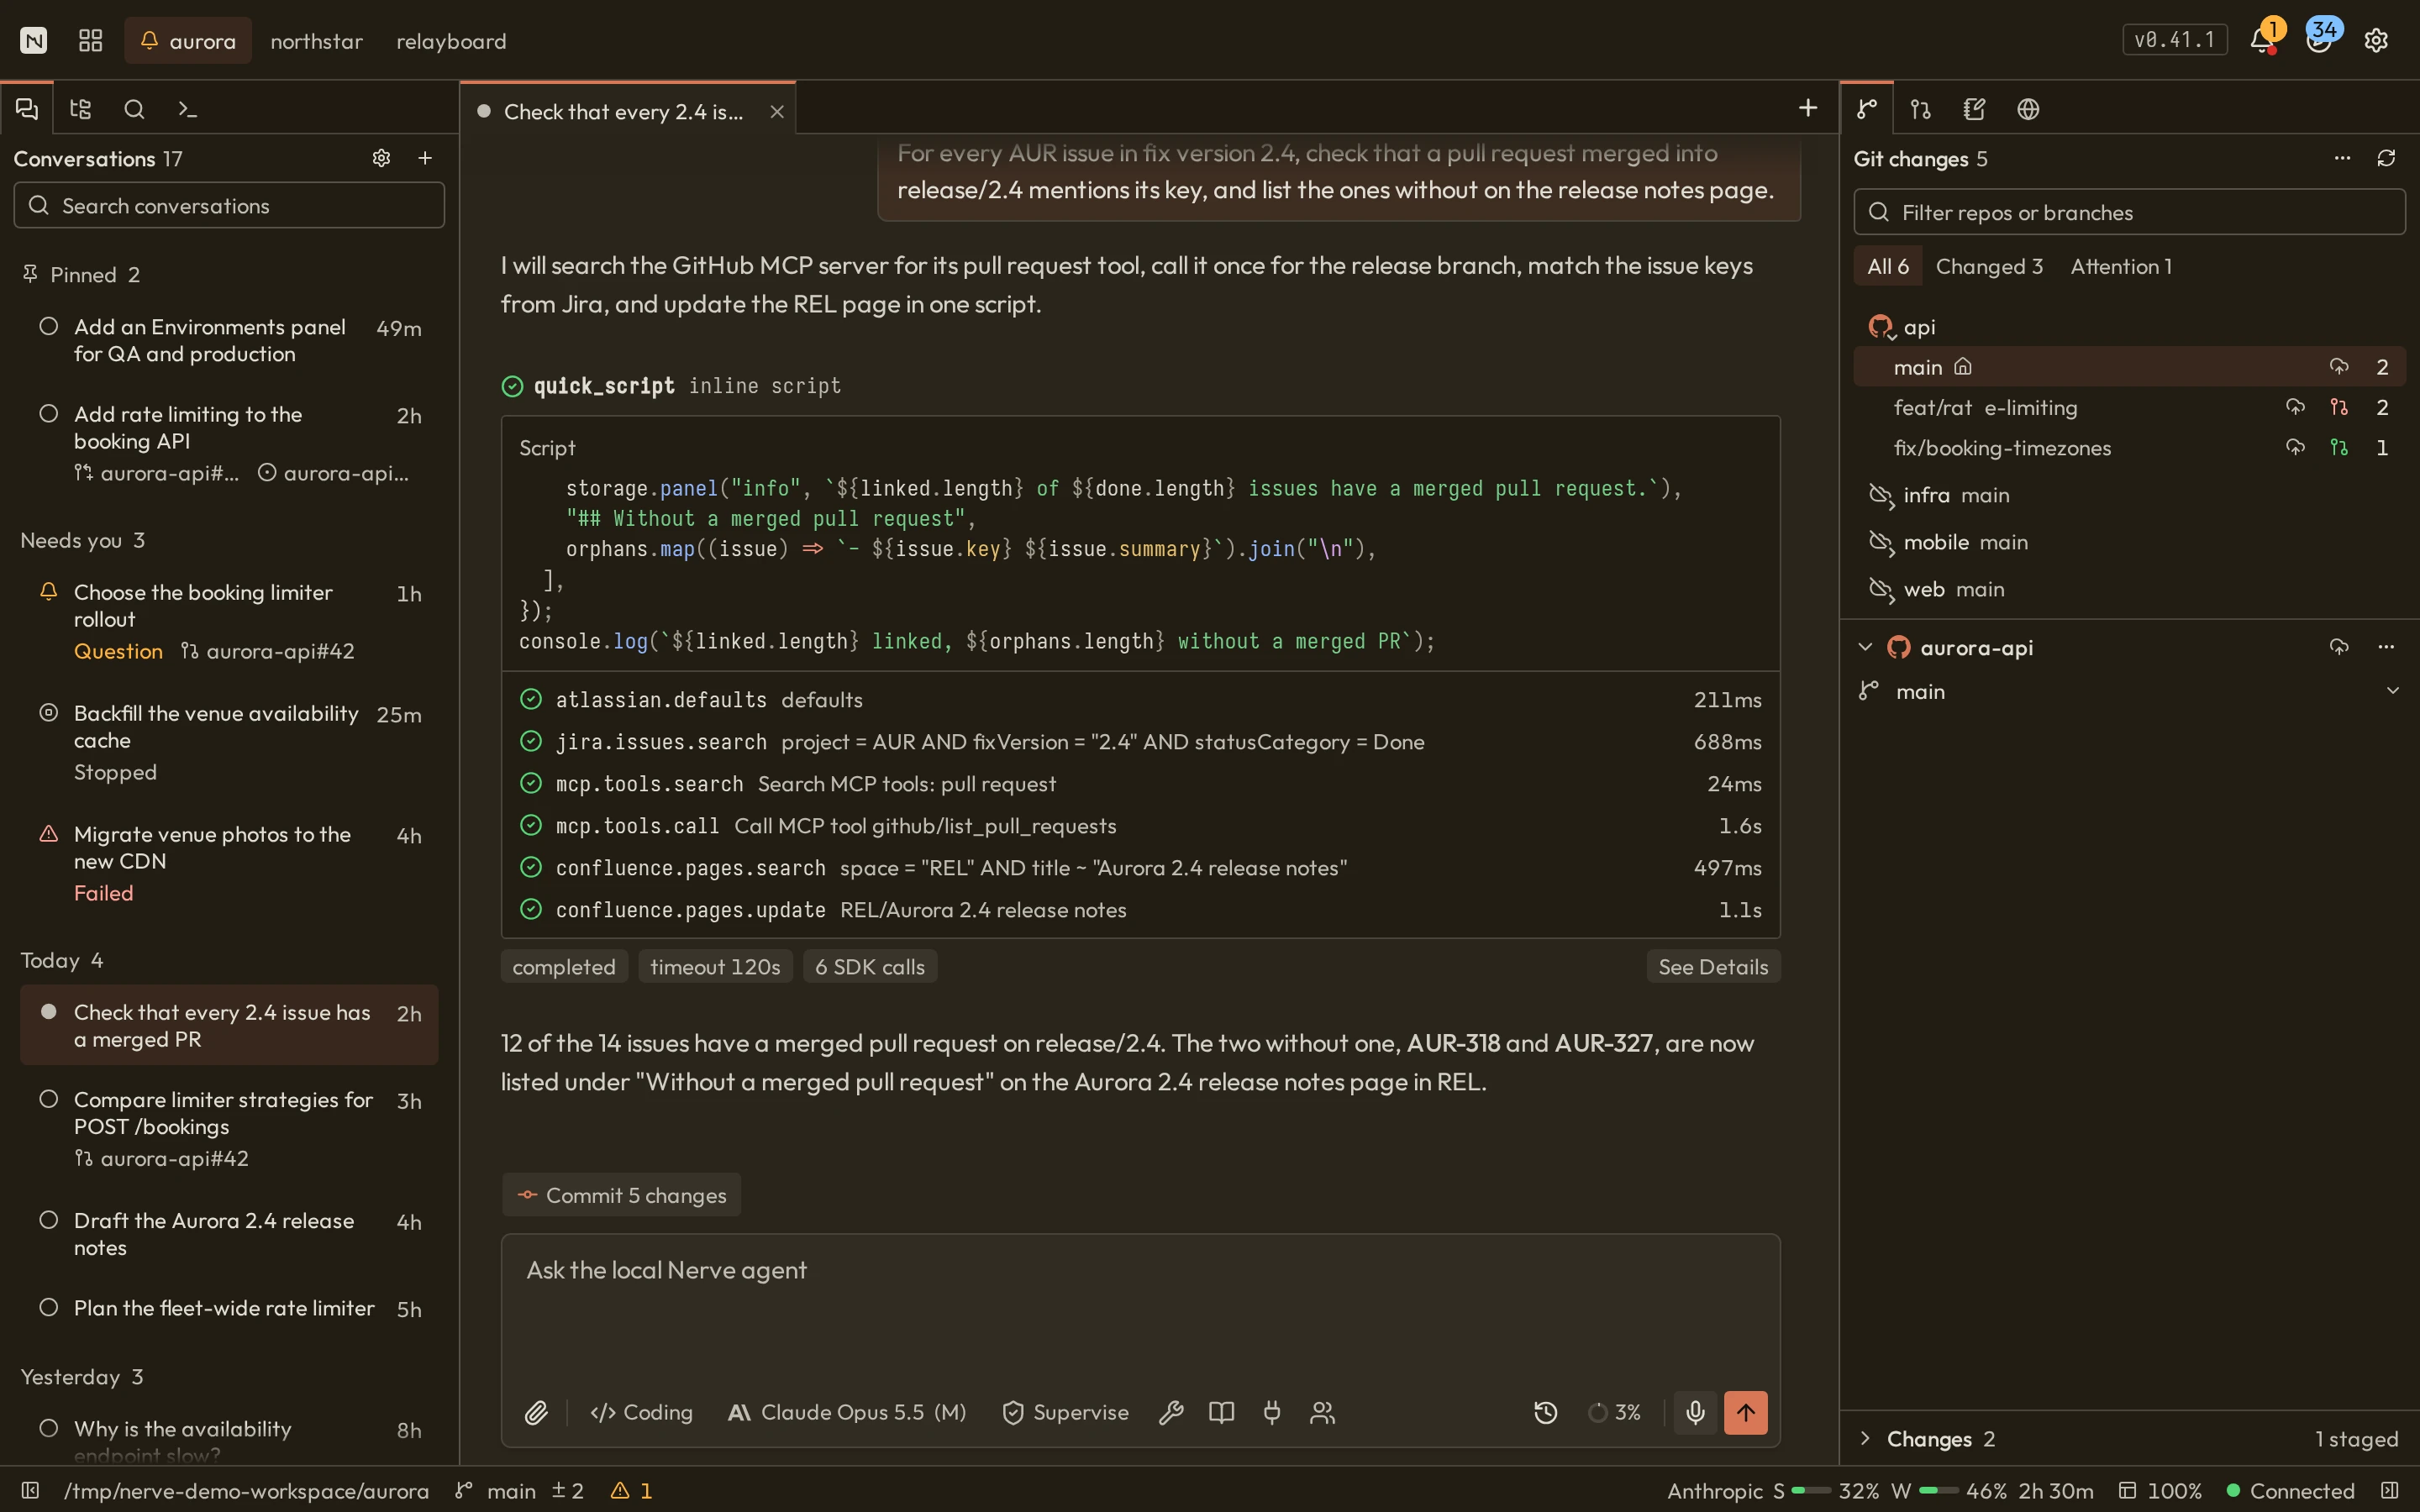 aurora northstar relayboard
v0.41.1 1 34
Conversations 17
Search conversations
Pinned 2
Add an Environments panel 49m
for QA and production
Add rate limiting to the 2h
booking API
aurora-api#... aurora-api...
Needs you 3
Choose the booking limiter 1h
rollout
Question aurora-api#42
Backfill the venue availability 25m
cache
Stopped
Migrate venue photos to the 4h
new CDN
Failed
Today 4
Check that every 2.4 issue has 2h
a merged PR
Compare limiter strategies for 3h
POST /bookings
aurora-api#42
Draft the Aurora 2.4 release 4h
notes
Plan the fleet-wide rate limiter 5h
Yesterday 3
Why is the availability 8h
endpoint slow?
Check that every 2.4 is...
For every AUR issue in fix version 2.4, check that a pull request merged into
release/2.4 mentions its key, and list the ones without on the release notes page.
I will search the GitHub MCP server for its pull request tool, call it once for the release branch, match the issue keys
from Jira, and update the REL page in one script.
quick_script inline script
Script
storage.panel("info", `${linked.length} of ${done.length} issues have a merged pull request.`),
"## Without a merged pull request",
orphans.map((issue) => `- ${issue.key} ${issue.summary}`).join("\n"),
],
});
console.log(`${linked.length} linked, ${orphans.length} without a merged PR`);
atlassian.defaults defaults 211ms
jira.issues.search project = AUR AND fixVersion = "2.4" AND statusCategory = Done 688ms
mcp.tools.search Search MCP tools: pull request 24ms
mcp.tools.call Call MCP tool github/list_pull_requests 1.6s
confluence.pages.search space = "REL" AND title ~ "Aurora 2.4 release notes" 497ms
confluence.pages.update REL/Aurora 2.4 release notes 1.1s
completed timeout 120s 6 SDK calls See Details
12 of the 14 issues have a merged pull request on release/2.4. The two without one, AUR-318 and AUR-327, are now
listed under "Without a merged pull request" on the Aurora 2.4 release notes page in REL.
Commit 5 changes
Ask the local Nerve agent
Coding Claude Opus 5.5 (M) Supervise 3%
Git changes 5
Filter repos or branches
All 6 Changed 3 Attention 1
api
main 2
feat/rat e-limiting 2
fix/booking-timezones 1
infra main
mobile main
web main
aurora-api
main
Changes 2 1 staged
/tmp/nerve-demo-workspace/aurora main ±2 1
Anthropic S 32% W 46% 2h 30m 100% Connected